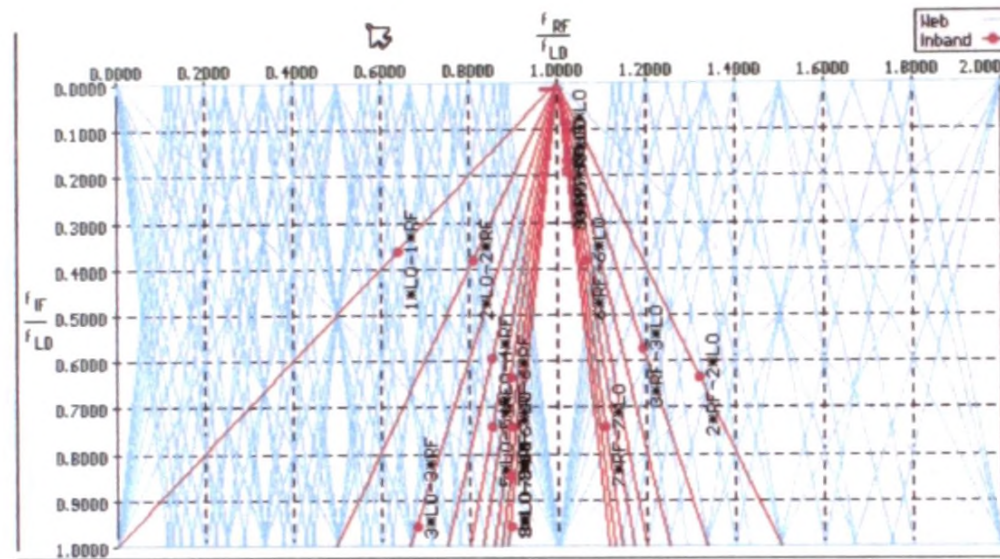 f RF
f LO
Web
Inband
0.0000 0.2000 0.4000 0.6000 0.8000 1.0000 1.2000 1.4000 1.6000 1.8000 2.000
0.0000
0.1000
0.2000
0.3000
0.4000
0.5000
0.6000
0.7000
0.8000
0.9000
1.0000
f IF
f LO
1*LO-1*RF
2*LO-2*RF
3*LO-3*RF
6*RF-6*LO
3*RF-3*LO
2*RF-2*LO
7*RF-7*LO